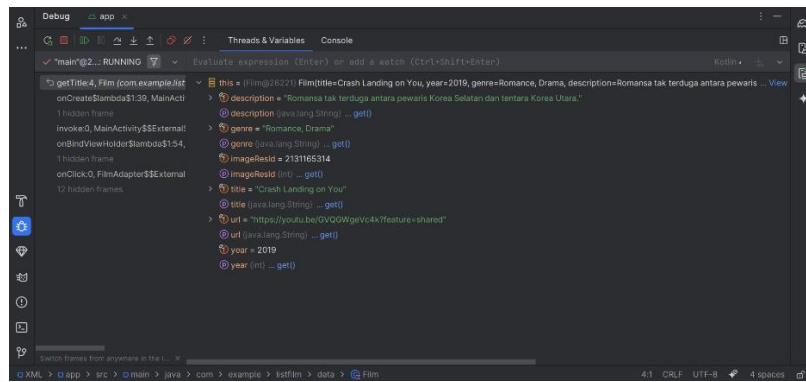 Debug app ×
Threads & Variables Console
"main"@2...: RUNNING Evaluate expression (Enter) or add a watch (Ctrl+Shift+Enter) Kotlin
getTitle:4, Film (com.example.list
onCreate$lambda$1:39, MainActi
1 hidden frame
invoke:0, MainActivity$$External
onBindViewHolder$lambda$1:54,
1 hidden frame
onClick:0, FilmAdapter$$External
12 hidden frames
this = {Film@26221} Film(title=Crash Landing on You, year=2019, genre=Romance, Drama, description=Romansa tak terduga antara pewaris ... View
description = "Romansa tak terduga antara pewaris Korea Selatan dan tentara Korea Utara."
description (java.lang.String) ... get()
genre = "Romance, Drama"
genre (java.lang.String) ... get()
imageResId = 2131165314
imageResId (int) ... get()
title = "Crash Landing on You"
title (java.lang.String) ... get()
url = "https://youtu.be/GVQGWgeVc4k?feature=shared"
url (java.lang.String) ... get()
year = 2019
year (int) ... get()
Switch frames from anywhere in the I... ×
XML > app > src > main > java > com > example > listfilm > data > Film 4:1 CRLF UTF-8 4 spaces